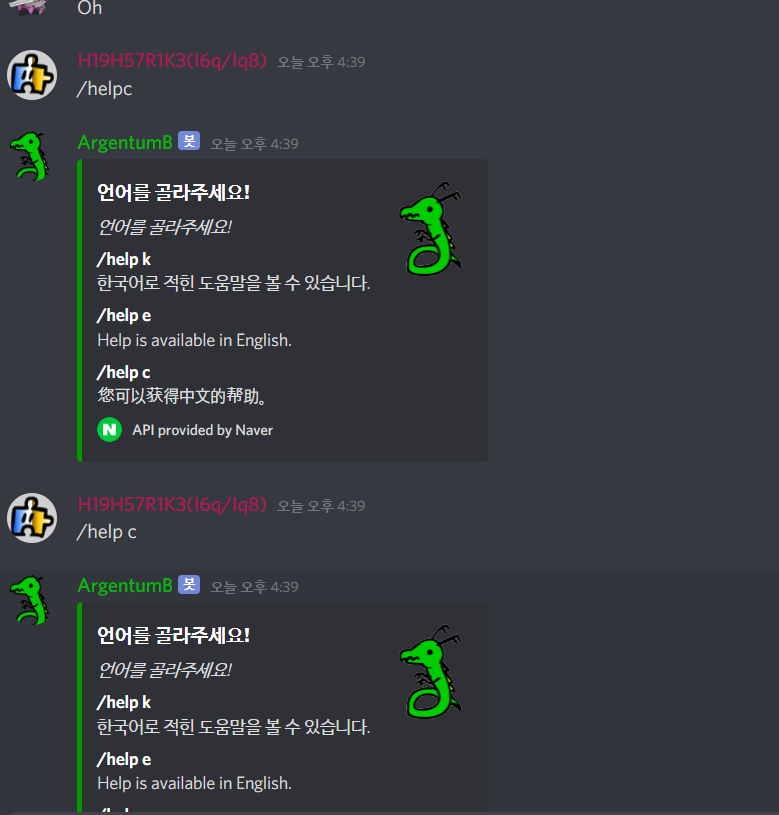 Oh
H19H57R1K3(I6q/Iq8) 오늘 오후 4:39
/helpc
ArgentumB 봇 오늘 오후 4:39
언어를 골라주세요!
언어를 골라주세요!
/help k
한국어로 적힌 도움말을 볼 수 있습니다.
/help e
Help is available in English.
/help c
您可以获得中文的帮助。
N API provided by Naver
H19H57R1K3(I6q/Iq8) 오늘 오후 4:39
/help c
ArgentumB 봇 오늘 오후 4:39
언어를 골라주세요!
언어를 골라주세요!
/help k
한국어로 적힌 도움말을 볼 수 있습니다.
/help e
Help is available in English.